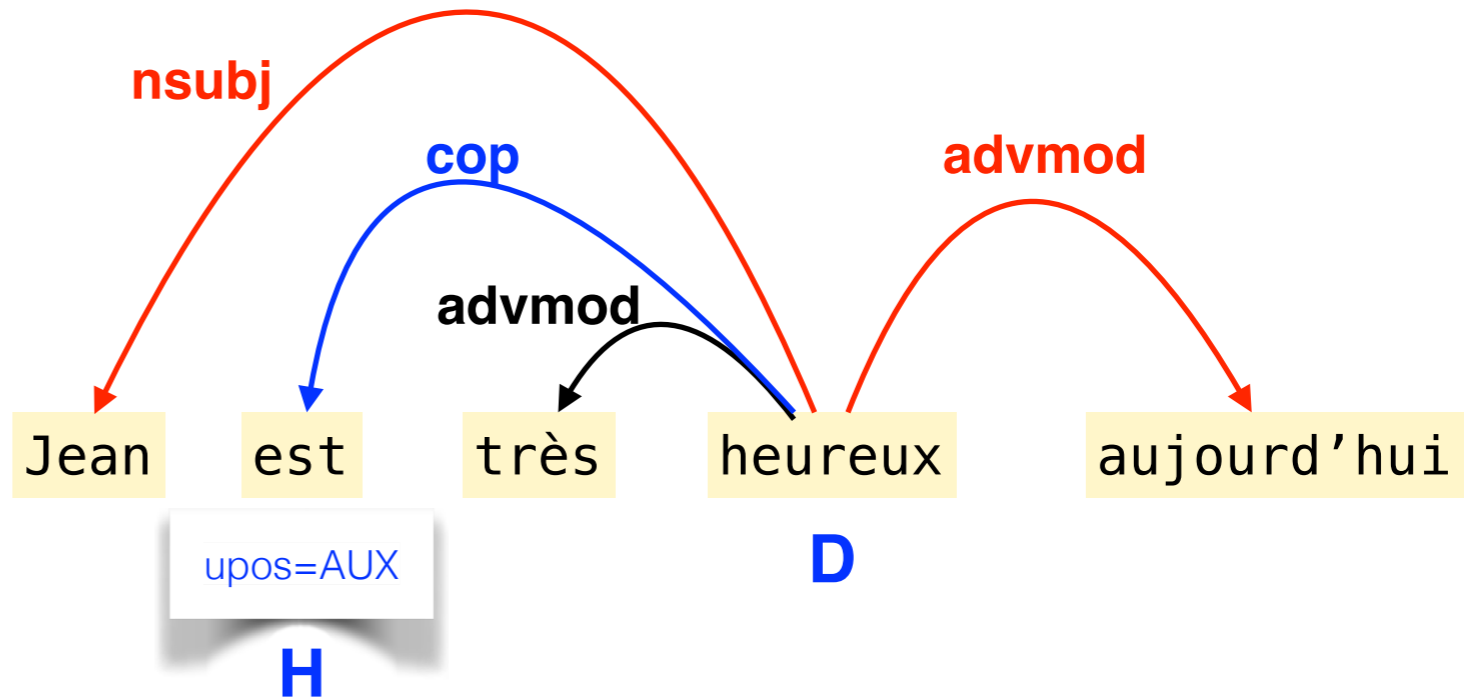 nsubj
cop
advmod
advmod
Jean est très heureux aujourd’hui
upos=AUX
D
H